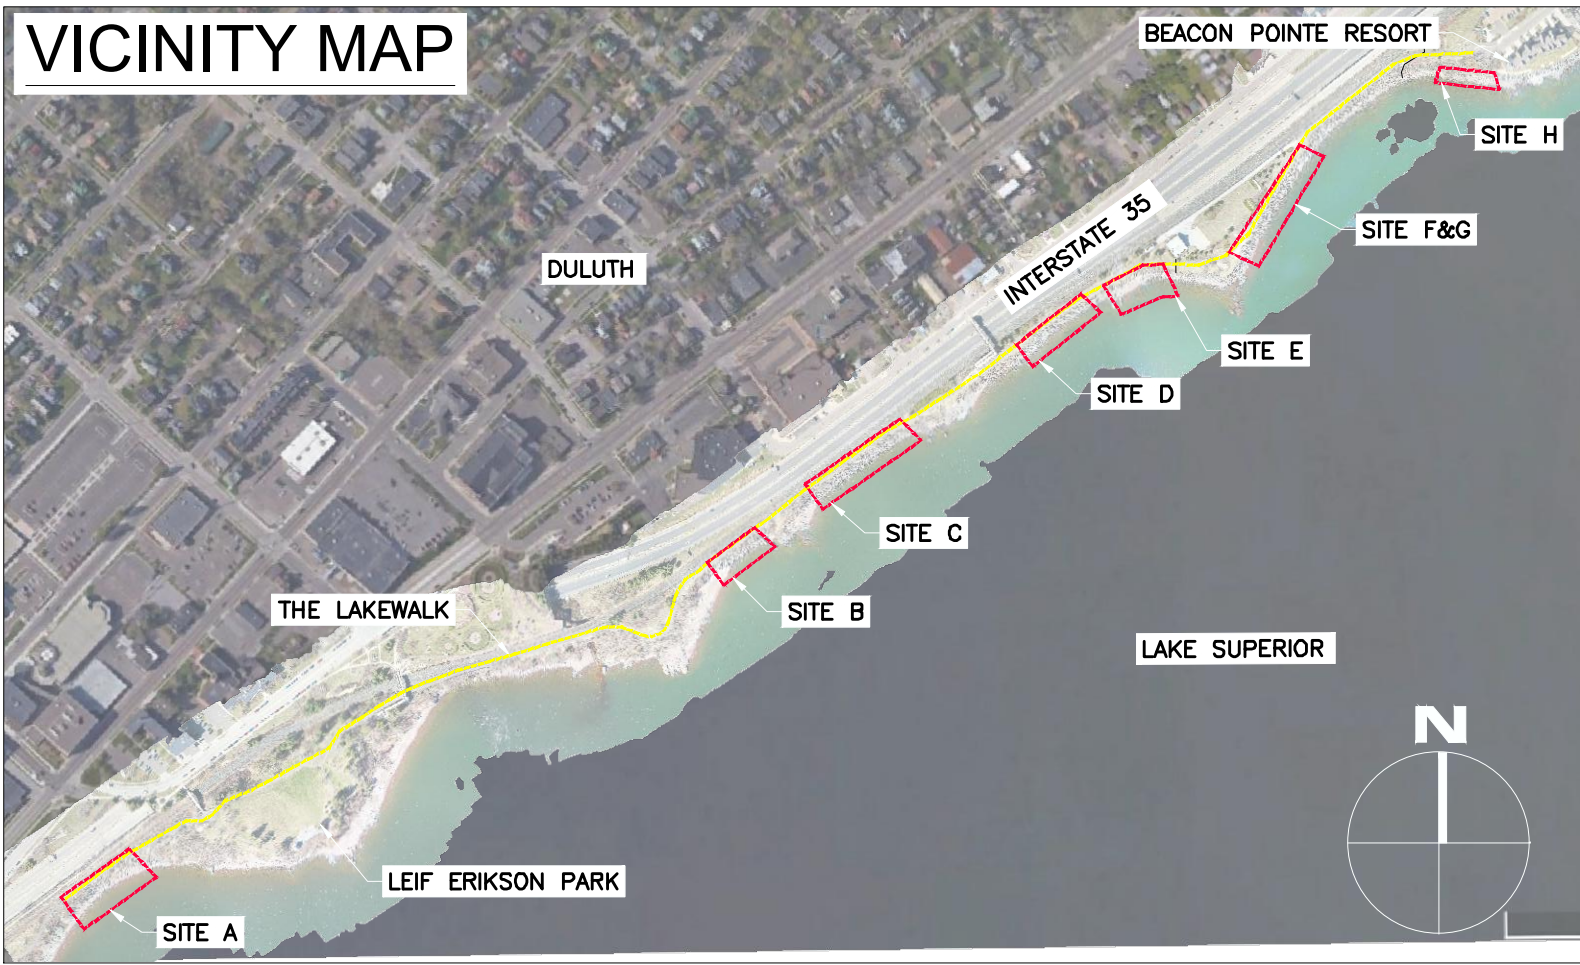 VICINITY MAP
BEACON POINTE RESORT
SITE H
INTERSTATE 35
SITE F&G
DULUTH
SITE E
SITE D
SITE C
THE LAKEWALK
SITE B
LAKE SUPERIOR
N
LEIF ERIKSON PARK
SITE A